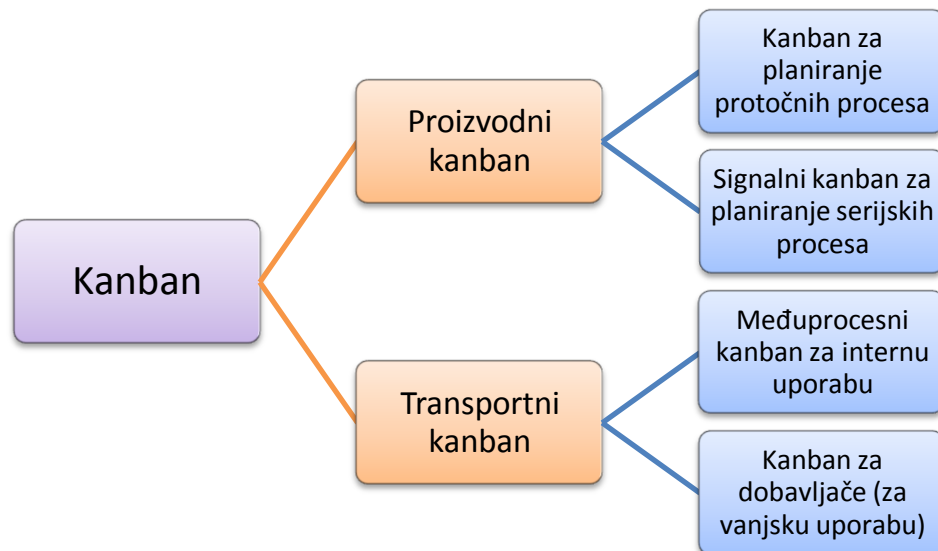 Kanban
Proizvodni
kanban
Kanban za
planiranje
protočnih procesa
Signalni kanban za
planiranje serijskih
procesa
Transportni
kanban
Međuprocesni
kanban za internu
uporabu
Kanban za
dobavljače (za
vanjsku uporabu)